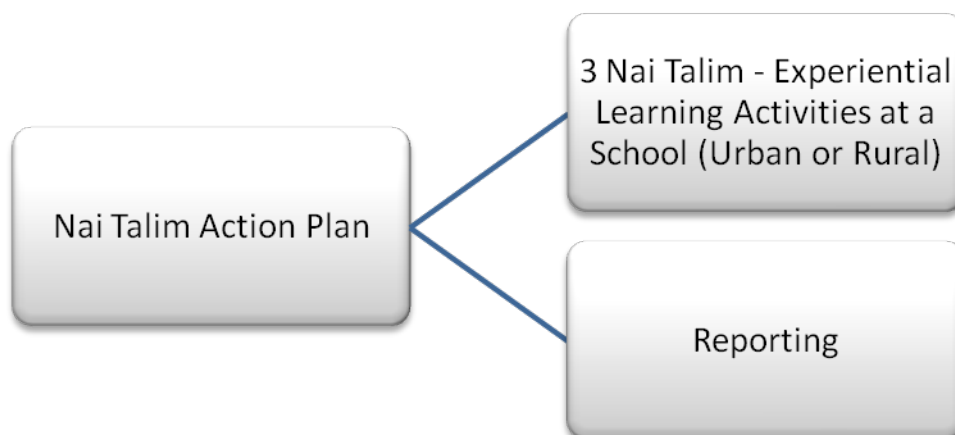 3 Nai Talim - Experiential
Learning Activities at a
School (Urban or Rural)
Nai Talim Action Plan
Reporting